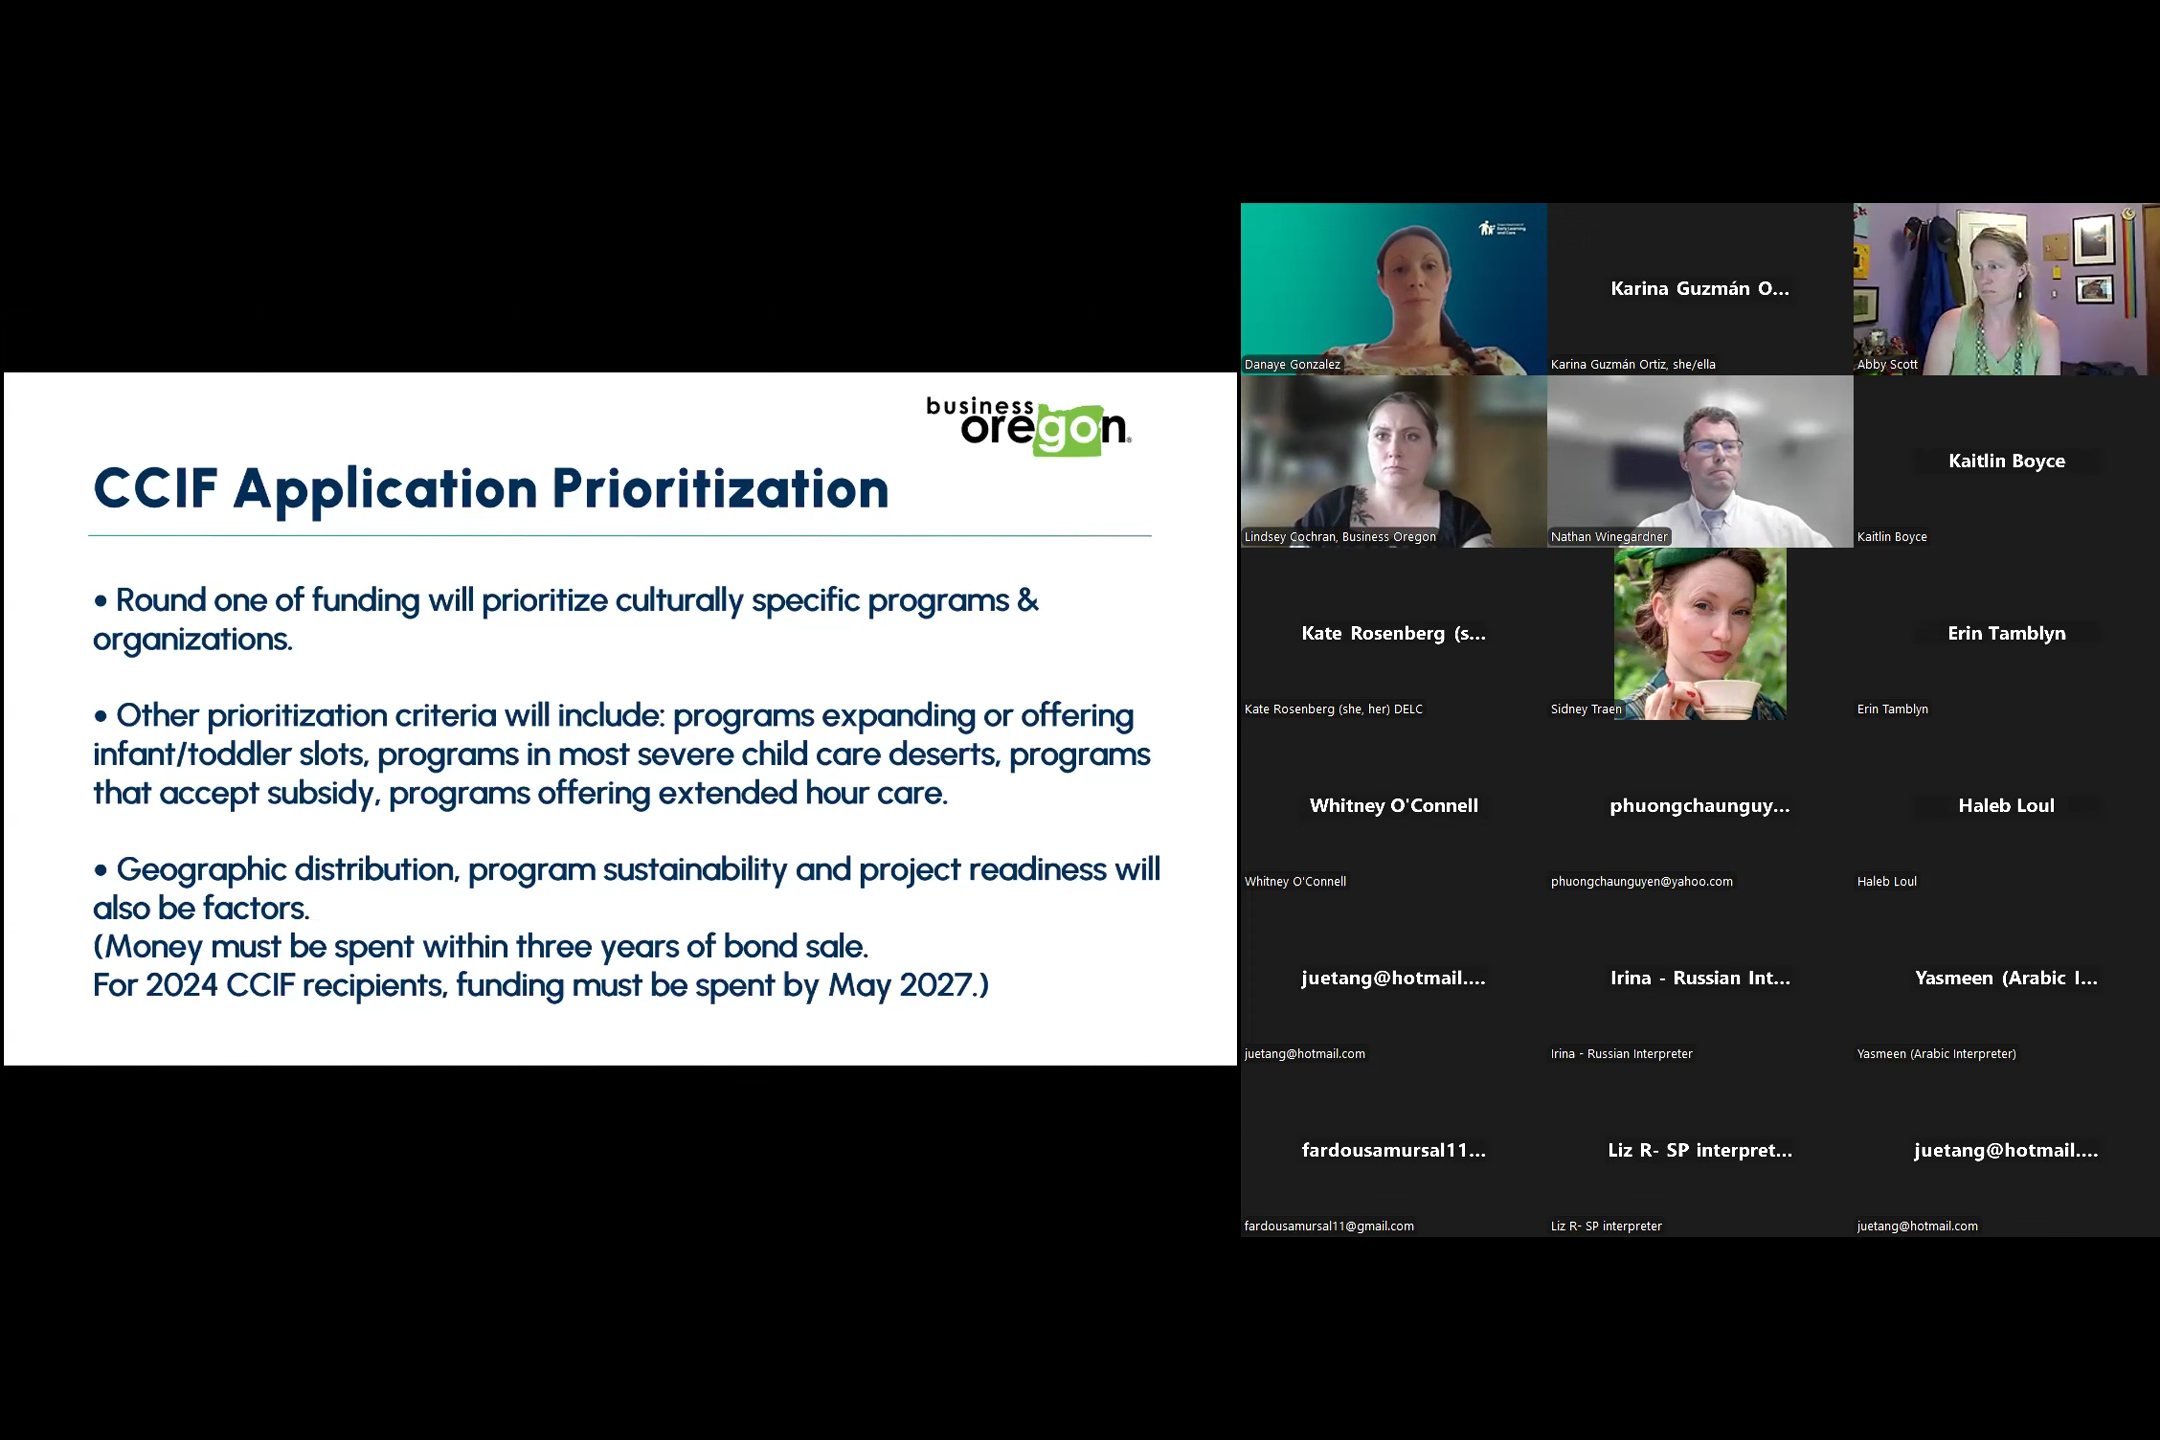 business
oregon
CCIF Application Prioritization
• Round one of funding will prioritize culturally specific programs &
organizations.
• Other prioritization criteria will include: programs expanding or offering
infant/toddler slots, programs in most severe child care deserts, programs
that accept subsidy, programs offering extended hour care.
• Geographic distribution, program sustainability and project readiness will
also be factors.
(Money must be spent within three years of bond sale.
For 2024 CCIF recipients, funding must be spent by May 2027.)
Early Learning
and Care
Danaye Gonzalez
Karina Guzmán O...
Karina Guzmán Ortiz, she/ella
Abby Scott
Lindsey Cochran, Business Oregon
Nathan Winegardner
Kaitlin Boyce
Kaitlin Boyce
Kate Rosenberg (s...
Kate Rosenberg (she, her) DELC
Sidney Traen
Erin Tamblyn
Erin Tamblyn
Whitney O'Connell
Whitney O'Connell
phuongchaunguy...
phuongchaunguyen@yahoo.com
Haleb Loul
Haleb Loul
juetang@hotmail....
juetang@hotmail.com
Irina - Russian Int...
Irina - Russian Interpreter
Yasmeen (Arabic I...
Yasmeen (Arabic Interpreter)
fardousamursal11...
fardousamursal11@gmail.com
Liz R- SP interpret...
Liz R- SP interpreter
juetang@hotmail....
juetang@hotmail.com